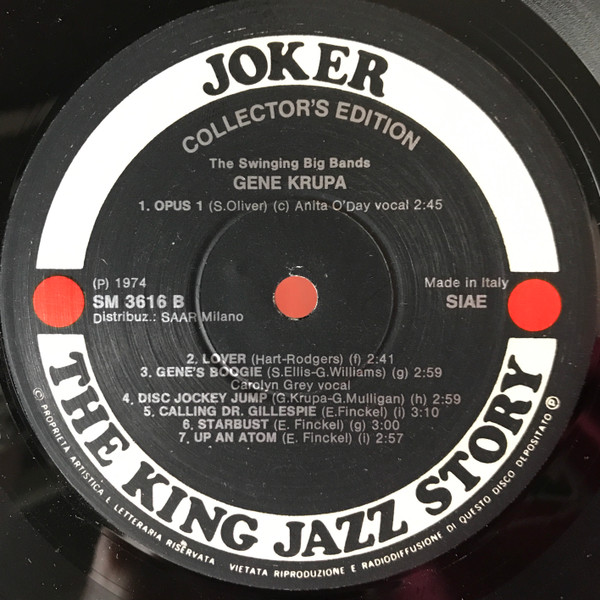 JOKER
COLLECTOR'S EDITION
The Swinging Big Bands
GENE KRUPA
1. OPUS 1 (S.Oliver) (c) Anita O'Day vocal 2:45
(P) 1974
SM 3616 B
Distribuz.: SAAR Milano
Made in Italy
SIAE
2. LOVER (Hart-Rodgers) (f) 2:41
3. GENE'S BOOGIE (S.Ellis-G.Williams) (g) 2:59
Carolyn Grey vocal
4. DISC JOCKEY JUMP (G.Krupa-G.Mulligan) (h) 2:59
5. CALLING DR. GILLESPIE (E.Finckel) (i) 3:10
6. STARBUST (E. Finckel) (g) 3:00
7. UP AN ATOM (E. Finckel) (i) 2:57
THE KING JAZZ STORY
© PROPRIETÀ ARTISTICA E LETTERARIA RISERVATA VIETATA RIPRODUZIONE E RADIODIFFUSIONE DI QUESTO DISCO DEPOSITATO ℗